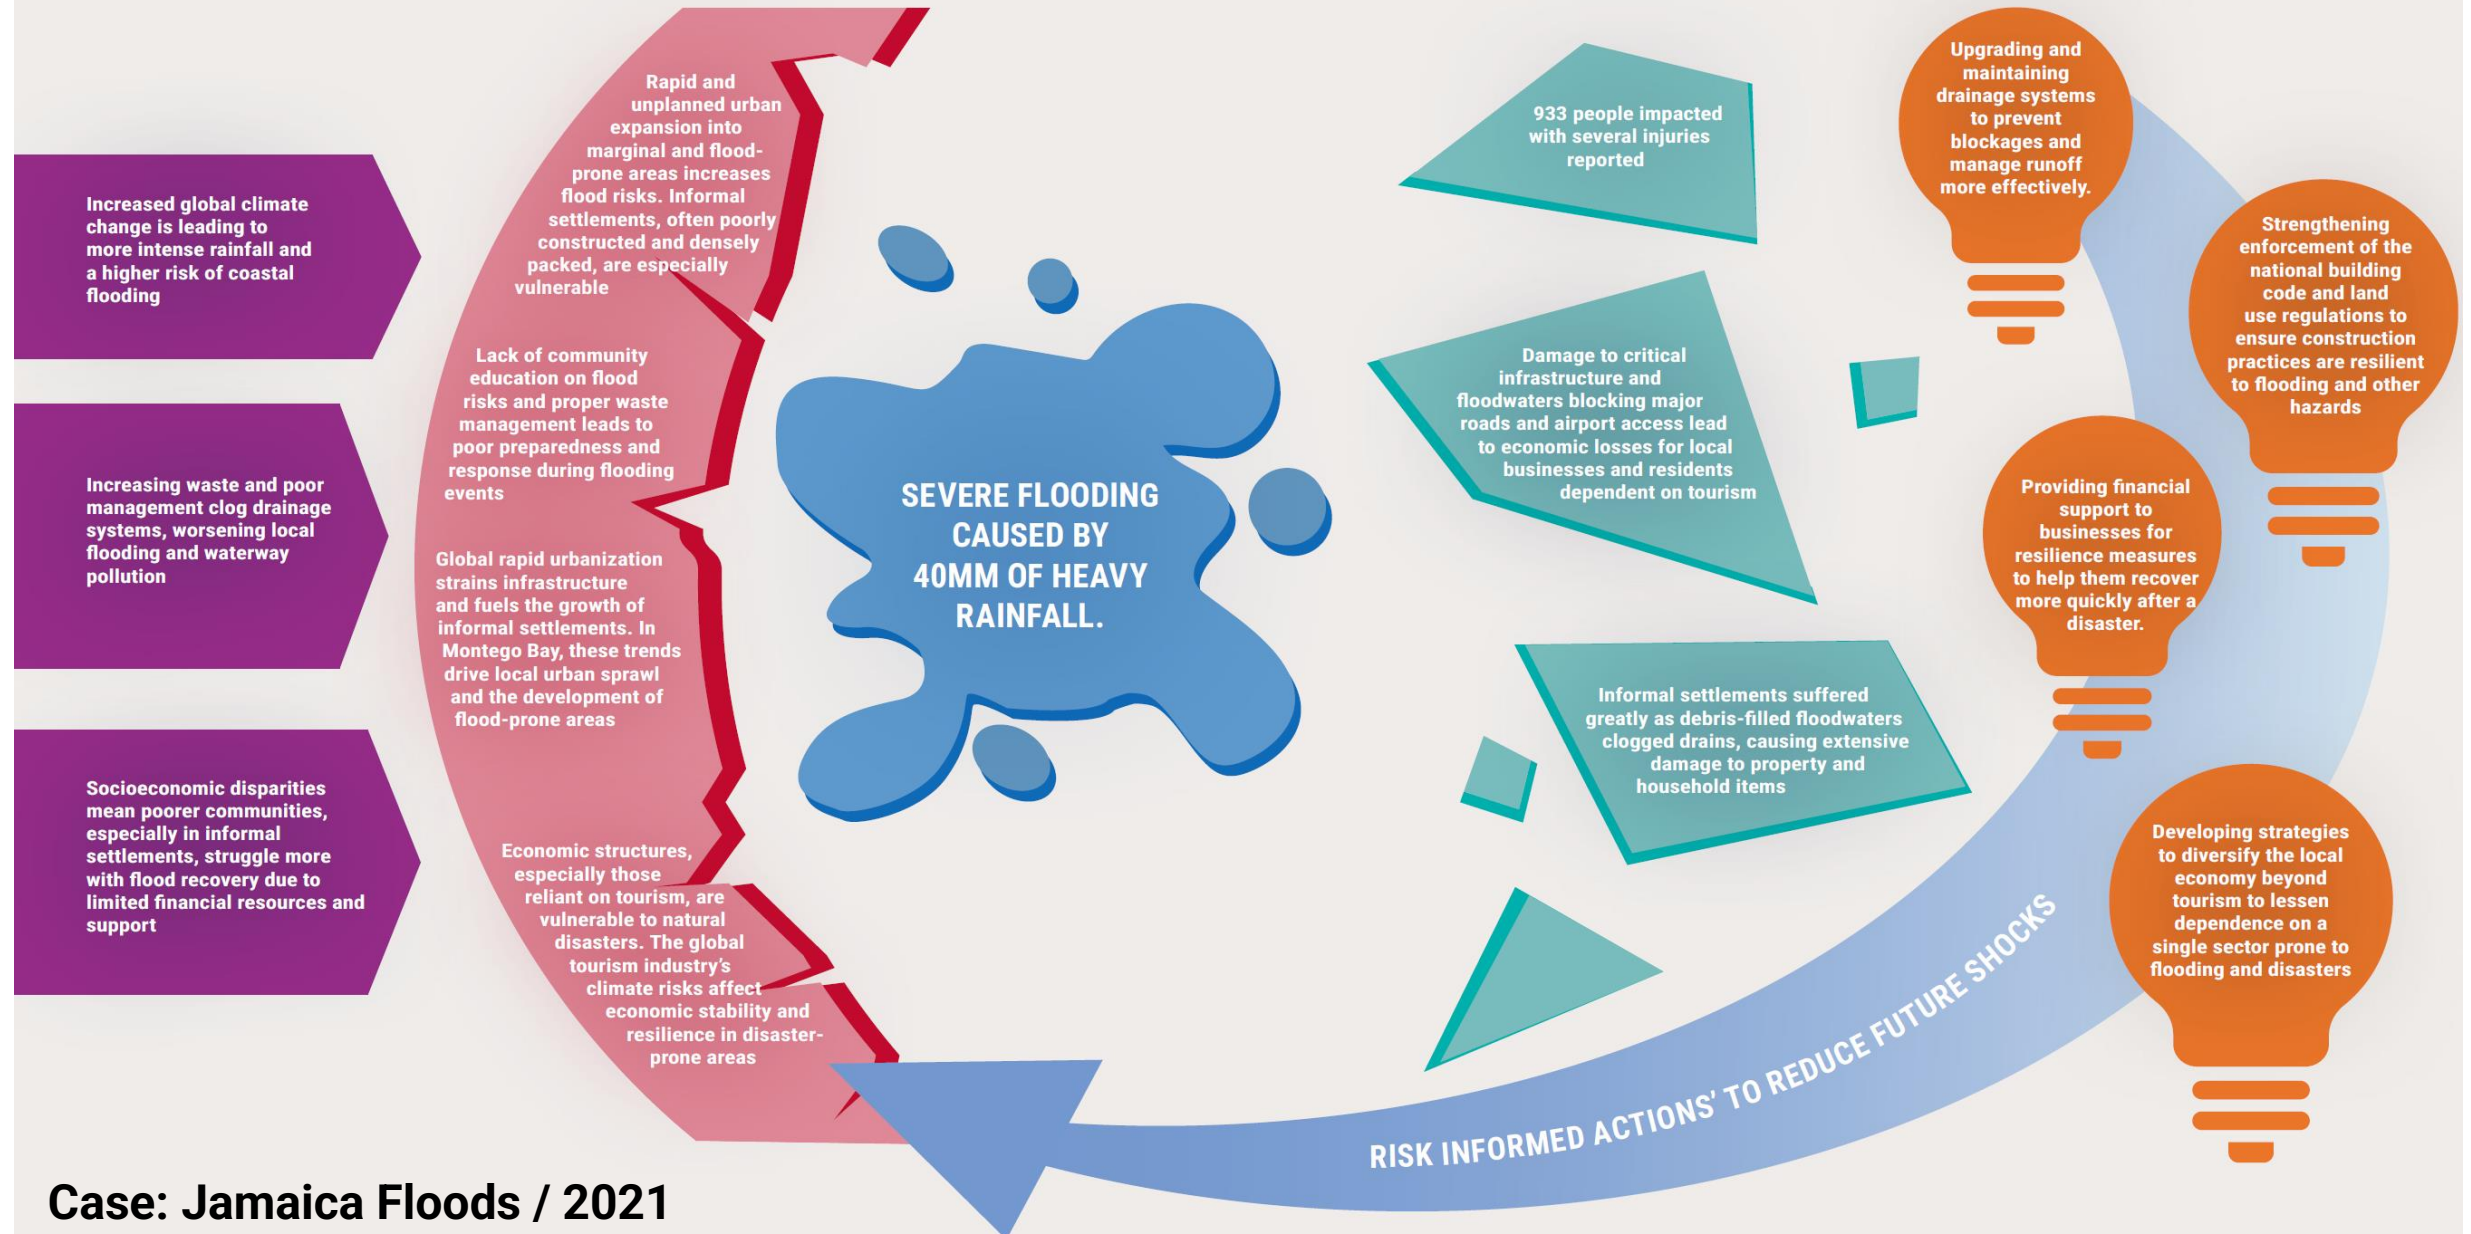 Increased global climate
change is leading to
more intense rainfall and
a higher risk of coastal
flooding
Increasing waste and poor
management clog drainage
systems, worsening local
flooding and waterway
pollution
Socioeconomic disparities
mean poorer communities,
especially in informal
settlements, struggle more
with flood recovery due to
limited financial resources and
support
Rapid and
unplanned urban
expansion into
marginal and flood-
prone areas increases
flood risks. Informal
settlements, often poorly
constructed and densely
packed, are especially
vulnerable
Lack of community
education on flood
risks and proper waste
management leads to
poor preparedness and
response during flooding
events
Global rapid urbanization
strains infrastructure
and fuels the growth of
informal settlements. In
Montego Bay, these trends
drive local urban sprawl
and the development of
flood-prone areas
Economic structures,
especially those
reliant on tourism, are
vulnerable to natural
disasters. The global
tourism industry's
climate risks affect
economic stability and
resilience in disaster-
prone areas
SEVERE FLOODING
CAUSED BY
40MM OF HEAVY
RAINFALL.
933 people impacted
with several injuries
reported
Damage to critical
infrastructure and
floodwaters blocking major
roads and airport access lead
to economic losses for local
businesses and residents
dependent on tourism
Informal settlements suffered
greatly as debris-filled floodwaters
clogged drains, causing extensive
damage to property and
household items
Upgrading and
maintaining
drainage systems
to prevent
blockages and
manage runoff
more effectively.
Strengthening
enforcement of the
national building
code and land
use regulations to
ensure construction
practices are resilient
to flooding and other
hazards
Providing financial
support to
businesses for
resilience measures
to help them recover
more quickly after a
disaster.
Developing strategies
to diversify the local
economy beyond
tourism to lessen
dependence on a
single sector prone to
flooding and disasters
RISK INFORMED ACTIONS' TO REDUCE FUTURE SHOCKS
Case: Jamaica Floods / 2021